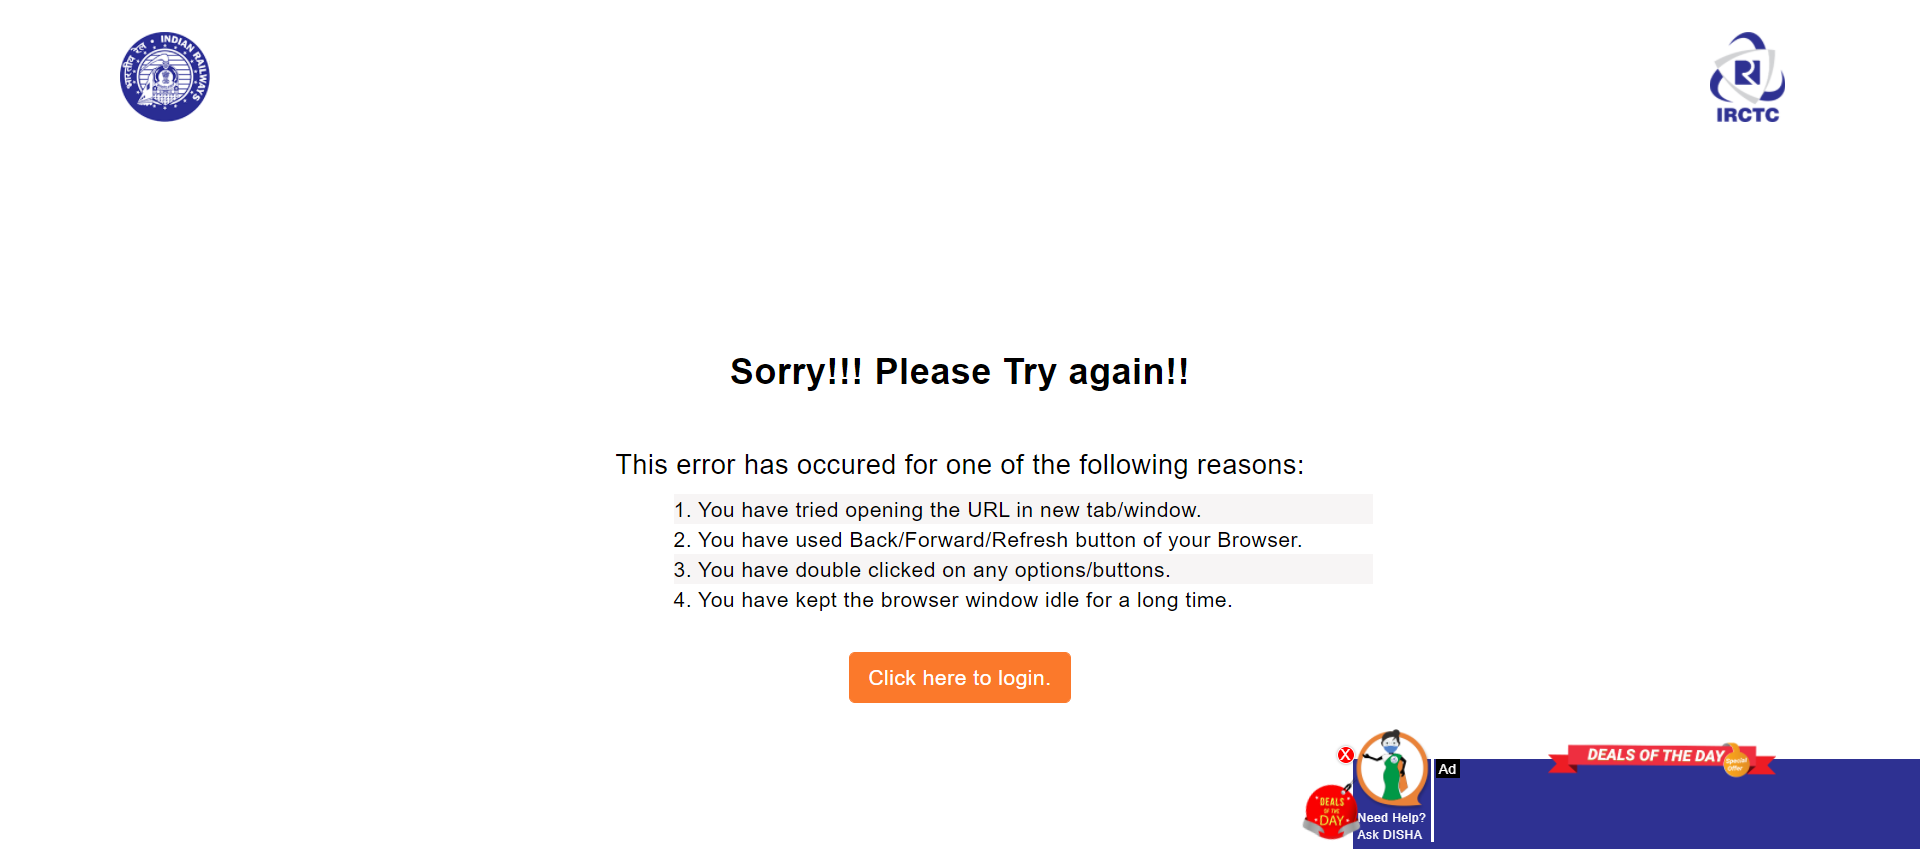 भारतीय रेल • INDIAN RAILWAYS
IRCTC
Sorry!!! Please Try again!!
This error has occured for one of the following reasons:
1. You have tried opening the URL in new tab/window.
2. You have used Back/Forward/Refresh button of your Browser.
3. You have double clicked on any options/buttons.
4. You have kept the browser window idle for a long time.
Click here to login.
X
Need Help?
Ask DISHA
DEALS
OF THE
DAY
Ad
DEALS OF THE DAY
Special
Offer